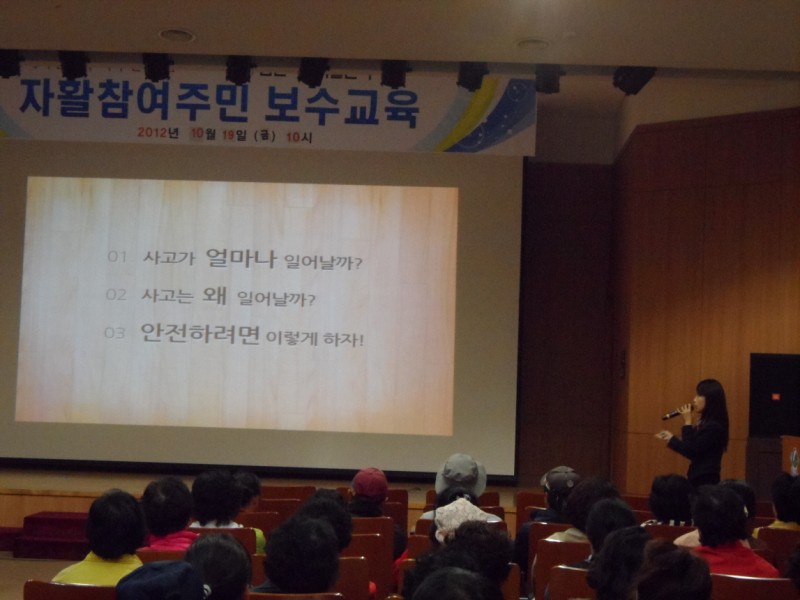 자활참여주민 보수교육
2012년 10월 19일 (금) 10시
01 사고가 얼마나 일어날까?
02 사고는 왜 일어날까?
03 안전하려면 이렇게 하자!